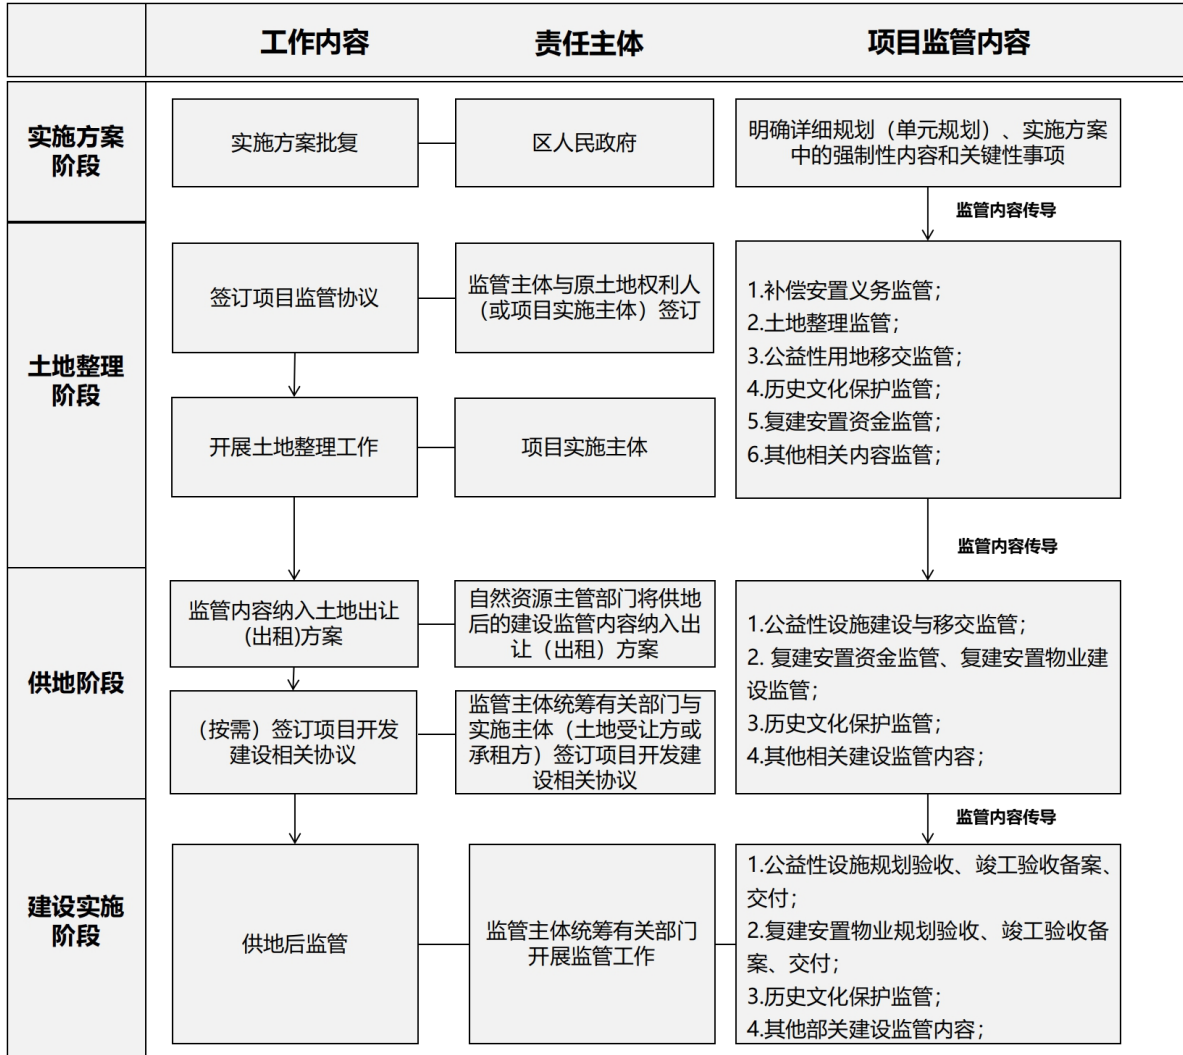 工作内容
责任主体
项目监管内容
实施方案
阶段
实施方案批复
区人民政府
明确详细规划（单元规划）、实施方案
中的强制性内容和关键性事项
监管内容传导
土地整理
阶段
签订项目监管协议
监管主体与原土地权利人
（或项目实施主体）签订
开展土地整理工作
项目实施主体
1.补偿安置义务监管；
2.土地整理监管；
3.公益性用地移交监管；
4.历史文化保护监管；
5.复建安置资金监管；
6.其他相关内容监管；
监管内容传导
供地阶段
监管内容纳入土地出让
(出租)方案
自然资源主管部门将供地
后的建设监管内容纳入出
让（出租）方案
（按需）签订项目开发
建设相关协议
监管主体统筹有关部门与
实施主体（土地受让方或
承租方）签订项目开发建
设相关协议
1.公益性设施建设与移交监管；
2. 复建安置资金监管、复建安置物业建
设监管；
3.历史文化保护监管；
4.其他相关建设监管内容；
监管内容传导
建设实施
阶段
供地后监管
监管主体统筹有关部门
开展监管工作
1.公益性设施规划验收、竣工验收备案、
交付；
2.复建安置物业规划验收、竣工验收备
案、交付；
3.历史文化保护监管；
4.其他部关建设监管内容；